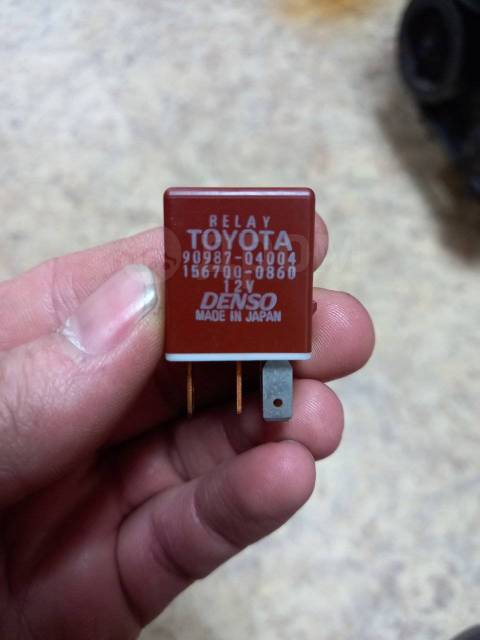 RELAY
TOYOTA
90987-04004
156700-0860
12V
DENSO
MADE IN JAPAN